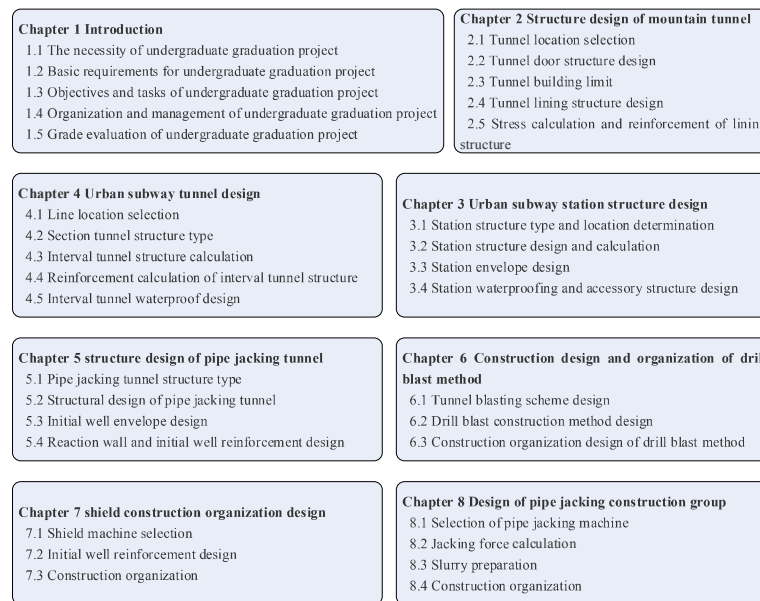 Chapter 1 Introduction
1.1 The necessity of undergraduate graduation project
1.2 Basic requirements for undergraduate graduation project
1.3 Objectives and tasks of undergraduate graduation project
1.4 Organization and management of undergraduate graduation project
1.5 Grade evaluation of undergraduate graduation project
Chapter 2 Structure design of mountain tunnel
2.1 Tunnel location selection
2.2 Tunnel door structure design
2.3 Tunnel building limit
2.4 Tunnel lining structure design
2.5 Stress calculation and reinforcement of linin
structure
Chapter 4 Urban subway tunnel design
4.1 Line location selection
4.2 Section tunnel structure type
4.3 Interval tunnel structure calculation
4.4 Reinforcement calculation of interval tunnel structure
4.5 Interval tunnel waterproof design
Chapter 3 Urban subway station structure design
3.1 Station structure type and location determination
3.2 Station structure design and calculation
3.3 Station envelope design
3.4 Station waterproofing and accessory structure design
Chapter 5 structure design of pipe jacking tunnel
5.1 Pipe jacking tunnel structure type
5.2 Structural design of pipe jacking tunnel
5.3 Initial well envelope design
5.4 Reaction wall and initial well reinforcement design
Chapter 6 Construction design and organization of dril
blast method
6.1 Tunnel blasting scheme design
6.2 Drill blast construction method design
6.3 Construction organization design of drill blast method
Chapter 7 shield construction organization design
7.1 Shield machine selection
7.2 Initial well reinforcement design
7.3 Construction organization
Chapter 8 Design of pipe jacking construction group
8.1 Selection of pipe jacking machine
8.2 Jacking force calculation
8.3 Slurry preparation
8.4 Construction organization